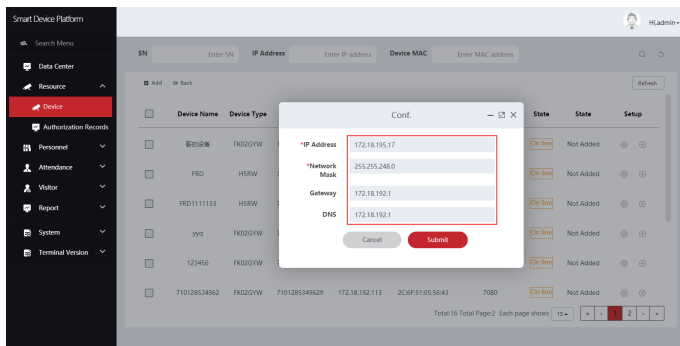 Smart Device Platform
Hi,admin
Search Menu
SN
Enter SN
IP Address
Enter IP address
Device MAC
Enter MAC address
Data Center
Resource
Add
Back
Refresh
Device
Authorization Records
Personnel
Attendance
Visitor
Report
System
Terminal Version
Device Name
Device Type
State
State
Setup
FK02GYW
On line
Not Added
FRD
H5RW
On line
Not Added
FRD1111133
H5RW
On line
Not Added
yyq
FK02GYW
On line
Not Added
123456
FK02GYW
On line
Not Added
710128534962
FK02GYW
7101285349629
172.18.192.113
2C:6F:51:05:56:43
7080
On line
Not Added
Total:16 Total Page:2 Each page shows
10
« ‹ 1 2 › »
Conf.
*IP Address
172.18.195.17
*Network
Mask
255.255.248.0
Gateway
172.18.192.1
DNS
172.18.192.1
Cancel
Submit